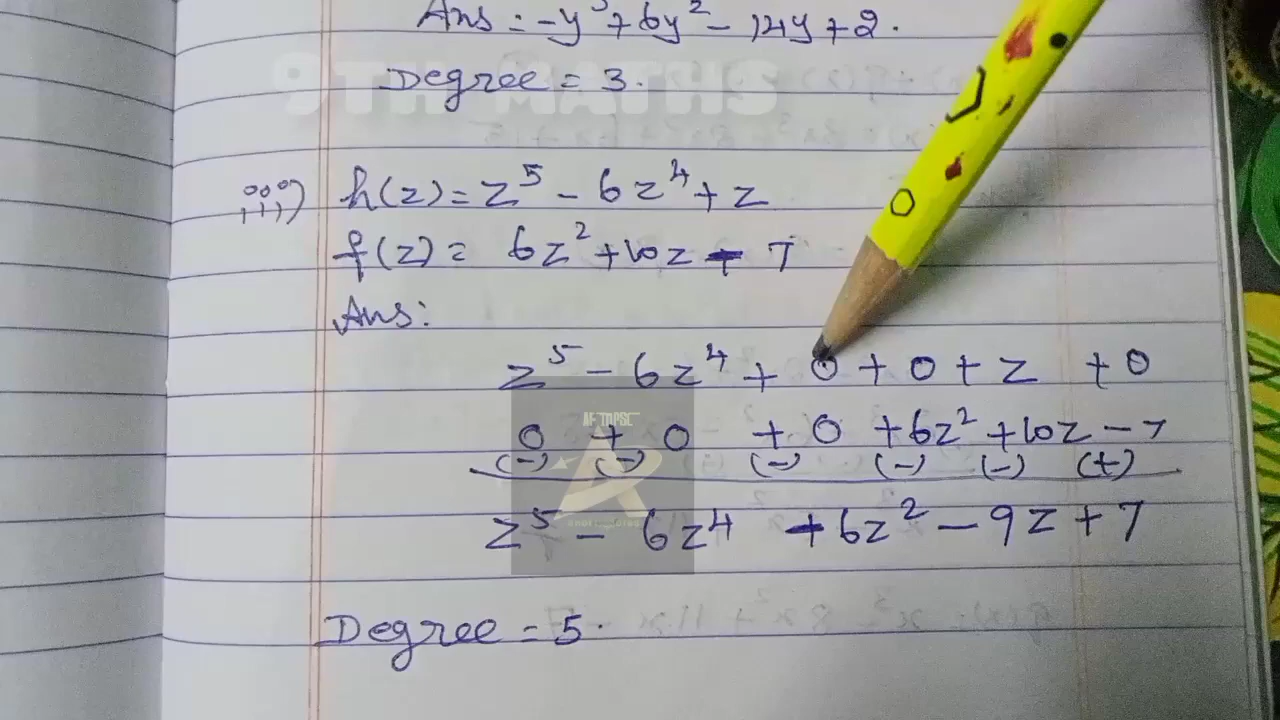 Ans = -y³ + 6y² - 14y + 2.
9TH MATHS
Degree = 3.
iii) h(z) = z⁵ - 6z⁴ + z
f(z) = 6z² + 10z - 7
Ans:
z⁵ - 6z⁴ + 0 + 0 + z + 0
0 + 0 + 0 + 6z² + 10z - 7
(-) (-) (-) (-) (-) (+)
z⁵ - 6z⁴ - 6z² - 9z + 7
Degree = 5.